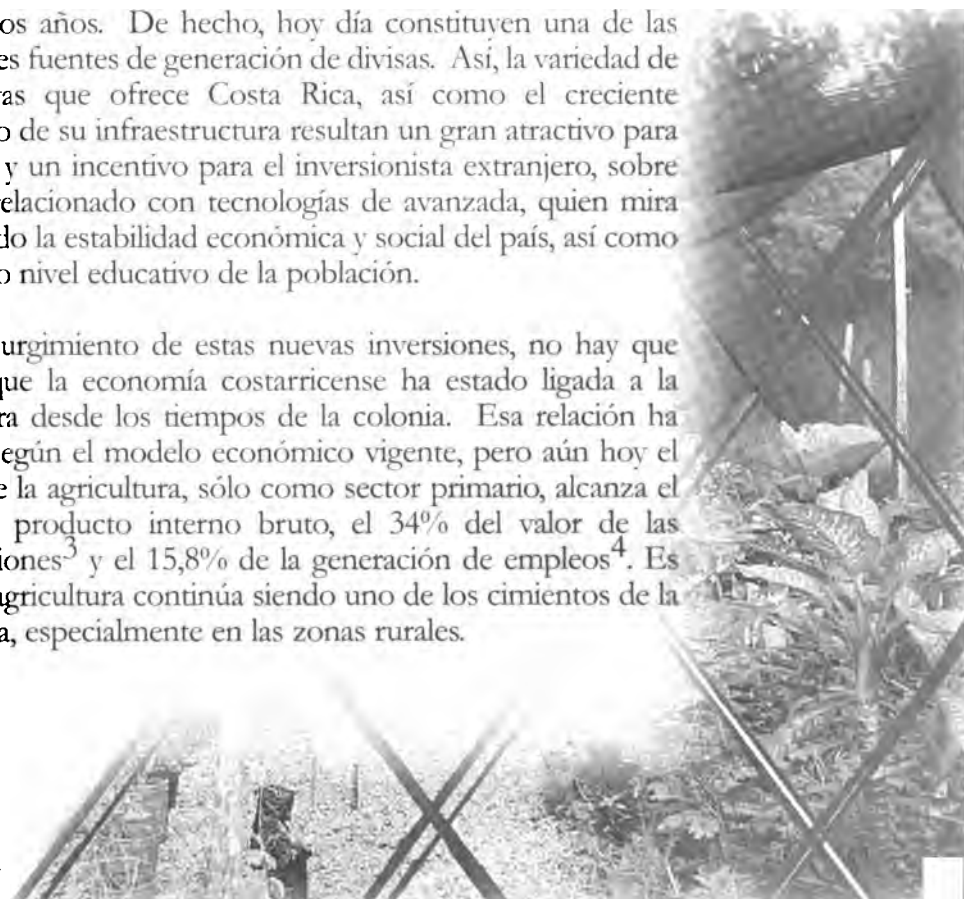 os años. De hecho, hoy día constituyen una de las
es fuentes de generación de divisas. Así, la variedad de
as que ofrece Costa Rica, así como el creciente
o de su infraestructura resultan un gran atractivo para
y un incentivo para el inversionista extranjero, sobre
elacionado con tecnologías de avanzada, quien mira
do la estabilidad económica y social del país, así como
o nivel educativo de la población.
urgimiento de estas nuevas inversiones, no hay que
que la economía costarricense ha estado ligada a la
ra desde los tiempos de la colonia. Esa relación ha
egún el modelo económico vigente, pero aún hoy el
e la agricultura, sólo como sector primario, alcanza el
producto interno bruto, el 34% del valor de las
iones3 y el 15,8% de la generación de empleos4. Es
agricultura continúa siendo uno de los cimientos de la
a, especialmente en las zonas rurales.